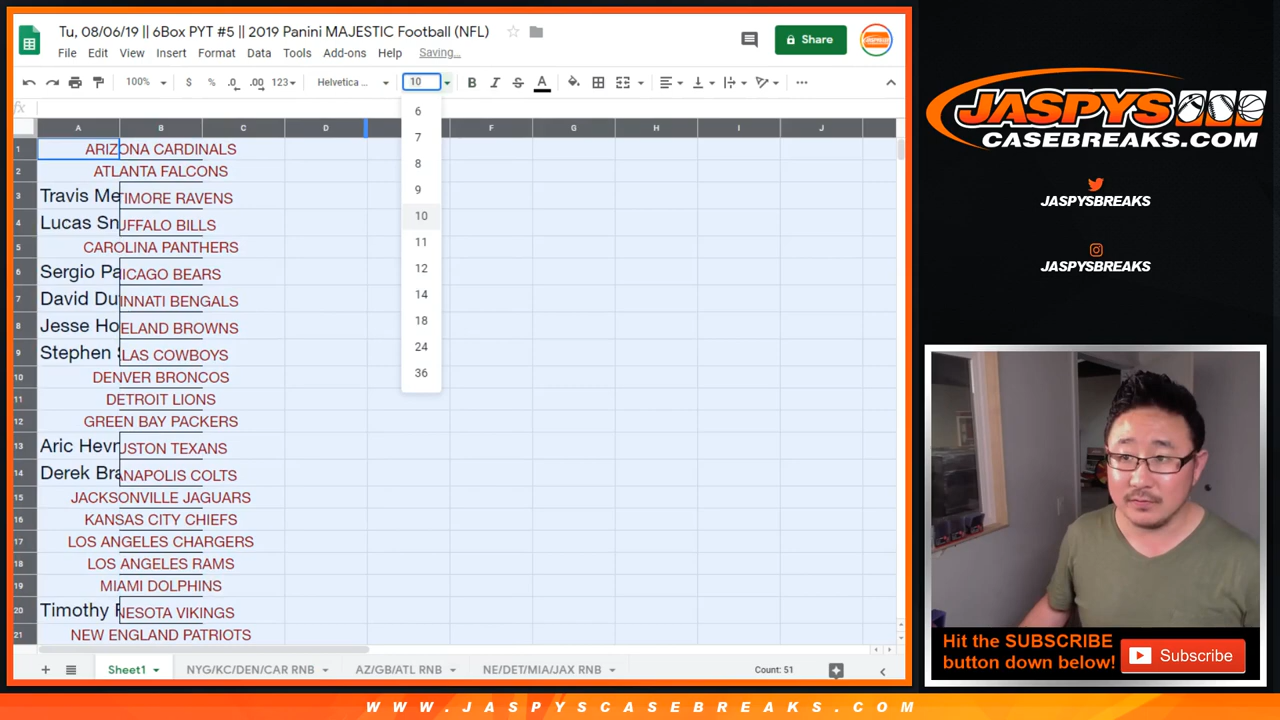 Tu, 08/06/19 || 6Box PYT #5 || 2019 Panini MAJESTIC Football (NFL)
File Edit View Insert Format Data Tools Add-ons Help Saving...
Share
100% $ % .0 .00 123 Helvetica ... 10 B I S A
fx
A B C D F G H I J
1 ARIZONA CARDINALS
2 ATLANTA FALCONS
3 Travis Me TIMORE RAVENS
4 Lucas Sn UFFALO BILLS
5 CAROLINA PANTHERS
6 Sergio Pa ICAGO BEARS
7 David Du INNATI BENGALS
8 Jesse Ho ELAND BROWNS
9 Stephen LAS COWBOYS
10 DENVER BRONCOS
11 DETROIT LIONS
12 GREEN BAY PACKERS
13 Aric Hevr USTON TEXANS
14 Derek Bra ANAPOLIS COLTS
15 JACKSONVILLE JAGUARS
16 KANSAS CITY CHIEFS
17 LOS ANGELES CHARGERS
18 LOS ANGELES RAMS
19 MIAMI DOLPHINS
20 Timothy NESOTA VIKINGS
21 NEW ENGLAND PATRIOTS
6
7
8
9
10
11
12
14
18
24
36
Sheet1 NYG/KC/DEN/CAR RNB AZ/GB/ATL RNB NE/DET/MIA/JAX RNB Count: 51
JASPYS
CASEBREAKS.COM
JASPYSBREAKS
JASPYSBREAKS
Hit the SUBSCRIBE
button down below!
Subscribe
WWW.JASPYSCASEBREAKS.COM